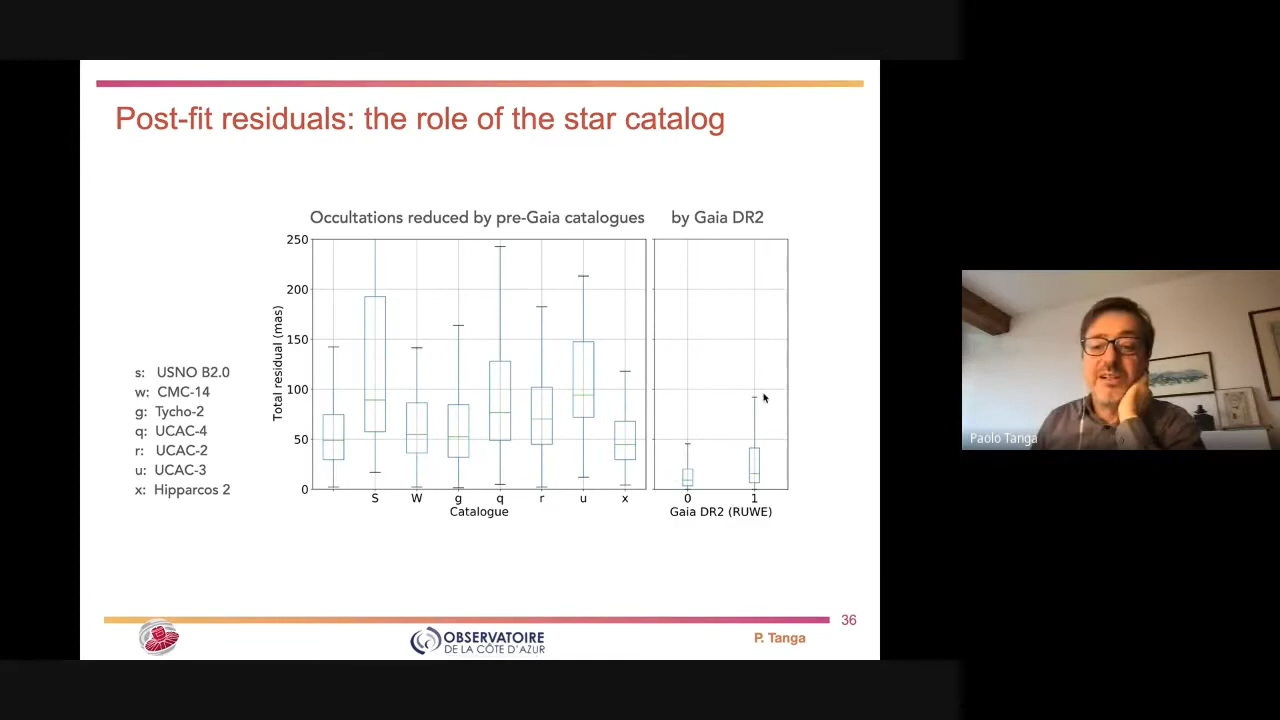 Post-fit residuals: the role of the star catalog
Occultations reduced by pre-Gaia catalogues
by Gaia DR2
250
200
150
100
50
0
Total residual (mas)
S W g q r u x
Catalogue
0 1
Gaia DR2 (RUWE)
s: USNO B2.0
w: CMC-14
g: Tycho-2
q: UCAC-4
r: UCAC-2
u: UCAC-3
x: Hipparcos 2
Paolo Tanga
36
OBSERVATOIRE
DE LA CÔTE D'AZUR
P. Tanga